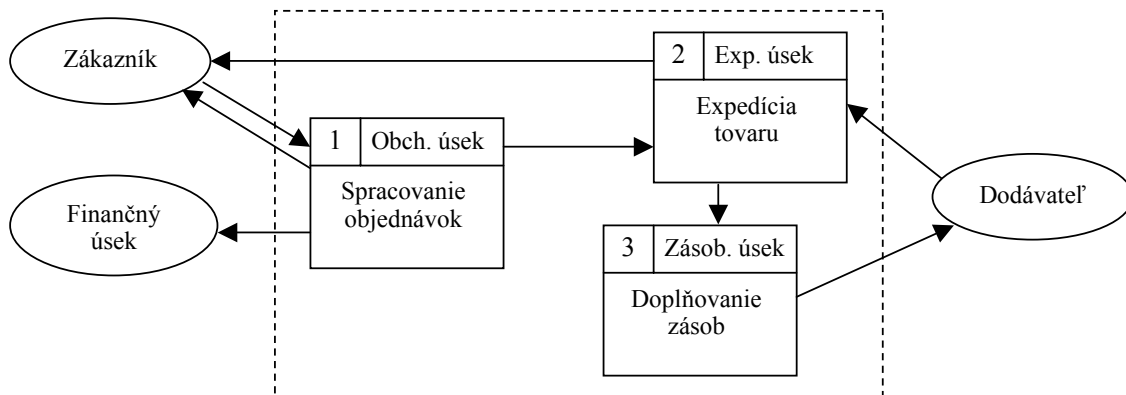 Zákazník
2 Exp. úsek
Expedícia
tovaru
1 Obch. úsek
Spracovanie
objednávok
Finančný
úsek
Dodávateľ
3 Zásob. úsek
Doplňovanie
zásob